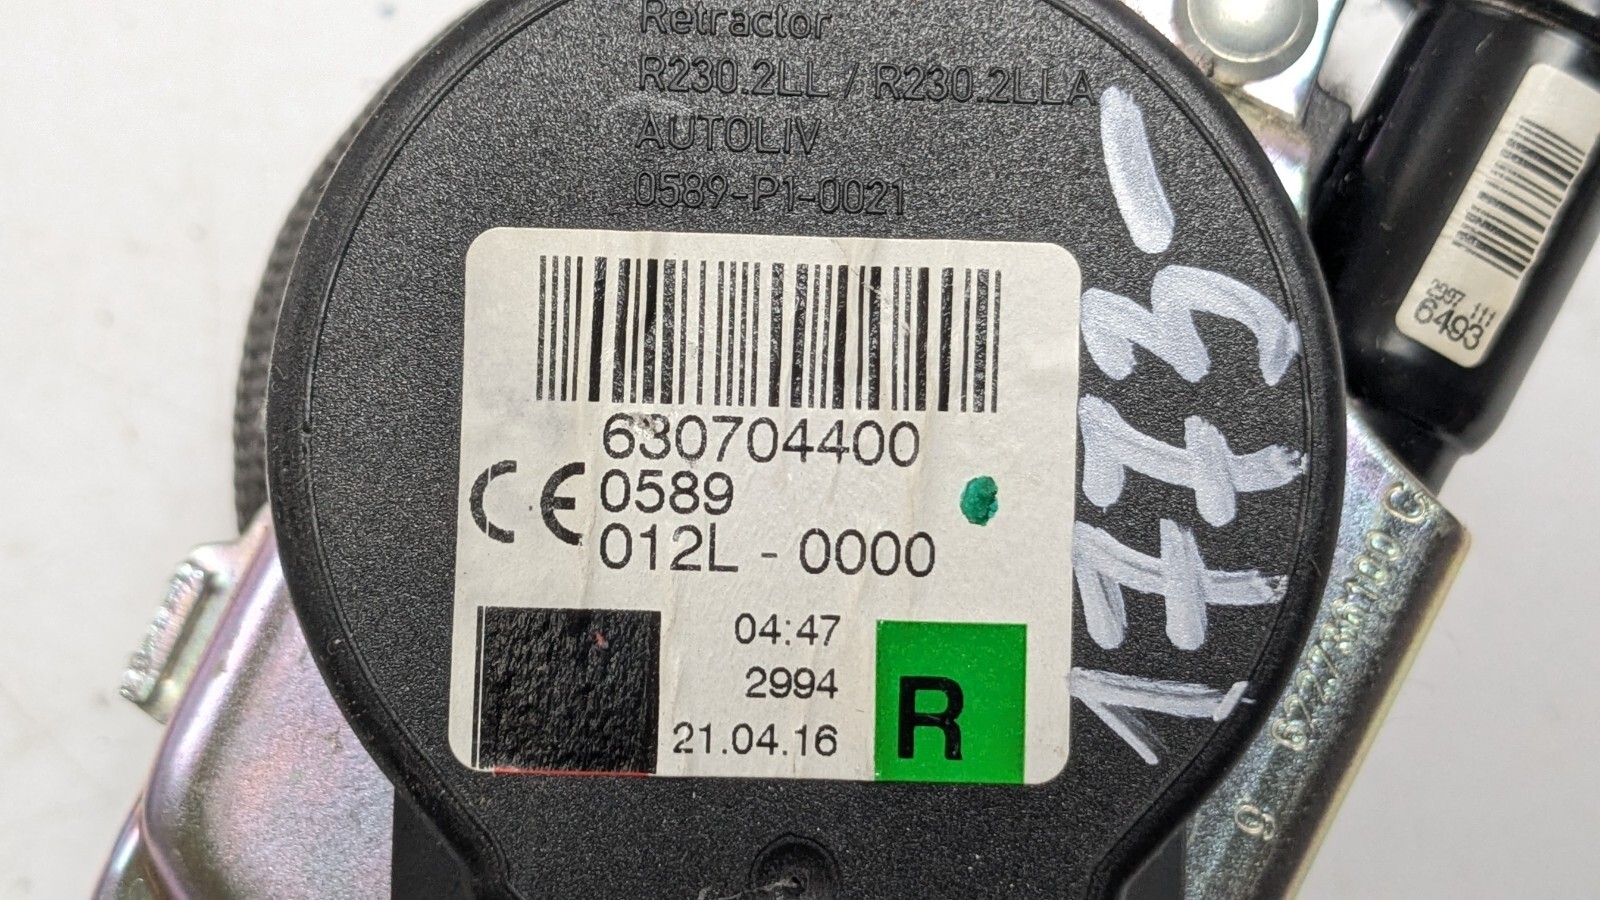 Retractor
R230.2LL / R230.2LLA
AUTOLIV
0589-P1-0021
630704400
CE 0589
012L - 0000
04:47
2994
21.04.16
R
2997 111
6493